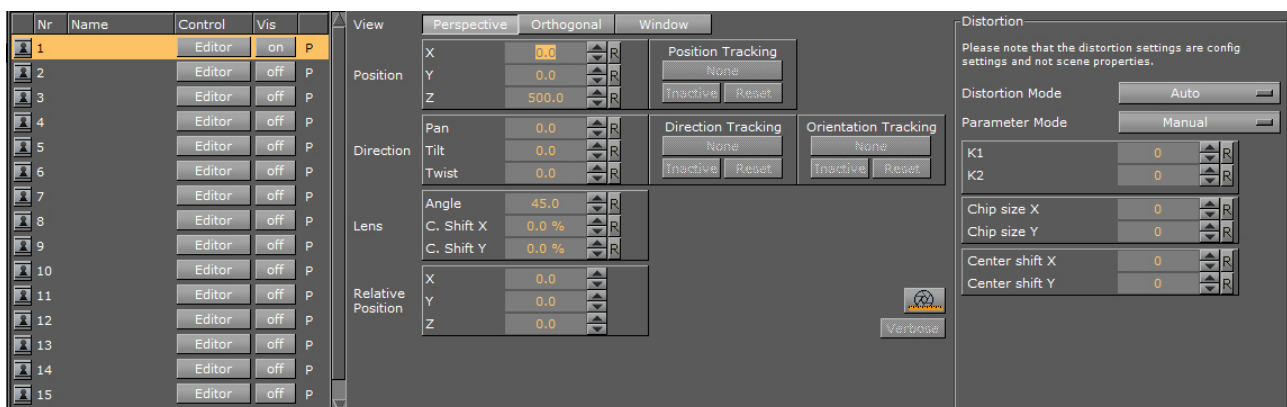 Nr Name Control Vis
1 Editor on P
2 Editor off P
3 Editor off P
4 Editor off P
5 Editor off P
6 Editor off P
7 Editor off P
8 Editor off P
9 Editor off P
10 Editor off P
11 Editor off P
12 Editor off P
13 Editor off P
14 Editor off P
15 Editor off P
View Perspective Orthogonal Window
Position
X 0.0 R
Y 0.0 R
Z 500.0 R
Position Tracking
None
Inactive Reset
Direction
Pan 0.0 R
Tilt 0.0 R
Twist 0.0 R
Direction Tracking
None
Inactive Reset
Orientation Tracking
None
Inactive Reset
Lens
Angle 45.0 R
C. Shift X 0.0 % R
C. Shift Y 0.0 % R
Relative
Position
X 0.0
Y 0.0
Z 0.0
Verbose
Distortion
Please note that the distortion settings are config
settings and not scene properties.
Distortion Mode Auto
Parameter Mode Manual
K1 0 R
K2 0 R
Chip size X 0 R
Chip size Y 0 R
Center shift X 0 R
Center shift Y 0 R